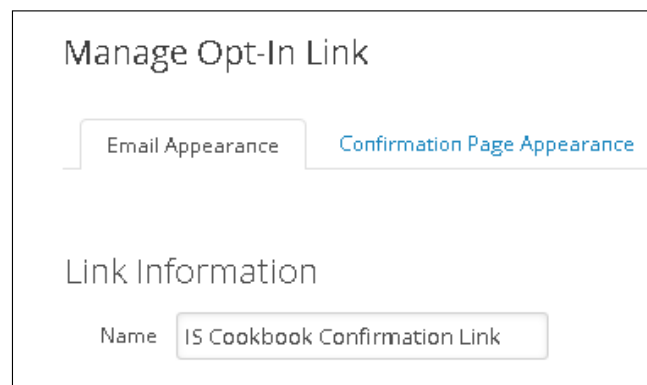 Manage Opt-In Link
Email Appearance Confirmation Page Appearance
Link Information
Name IS Cookbook Confirmation Link